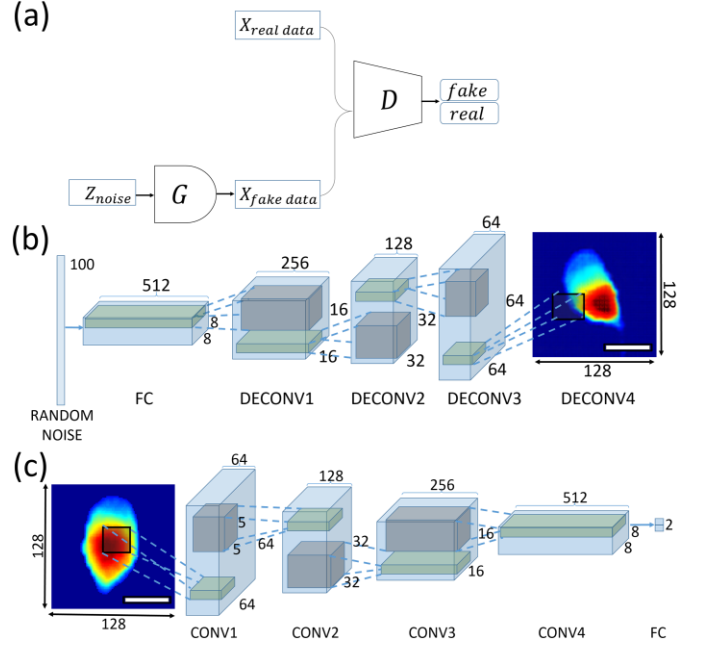 (a)
X_real data
D
fake
real
Z_noise
G
X_fake data
(b)
100
512
8
8
256
16
16
128
32
32
64
64
64
128
128
RANDOM
NOISE
FC
DECONV1
DECONV2
DECONV3
DECONV4
(c)
128
128
64
5
5
64
64
128
32
32
256
16
16
512
8
8
2
CONV1
CONV2
CONV3
CONV4
FC